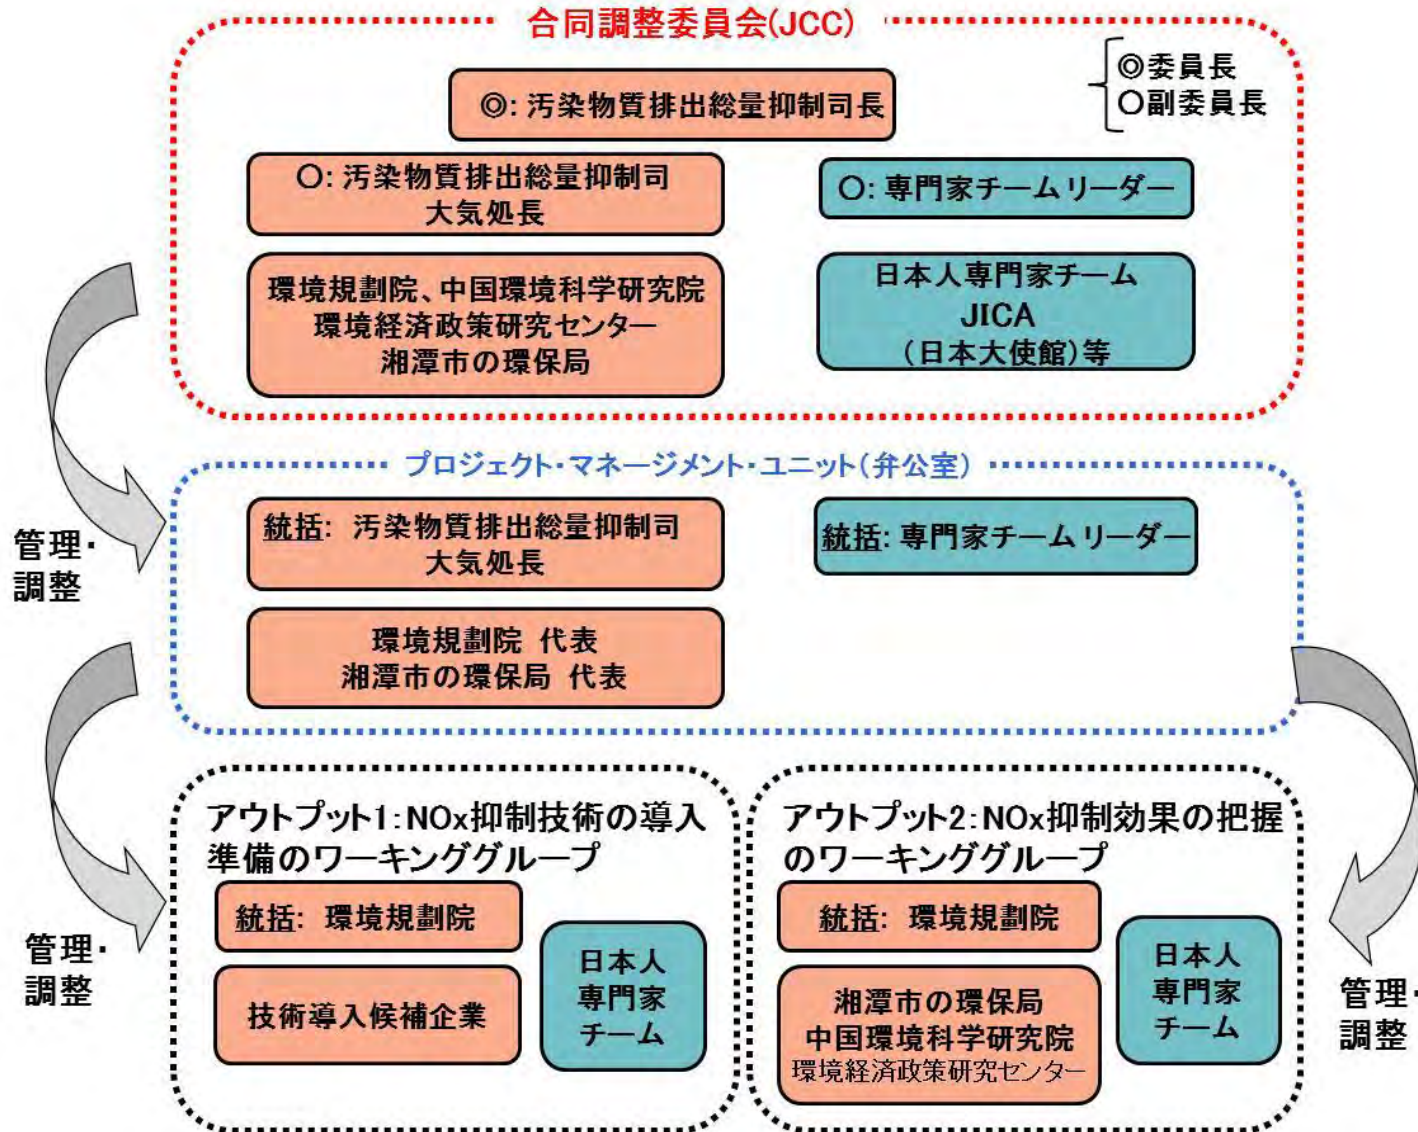 合同調整委員会(JCC)
◎委員長
○副委員長
◎: 汚染物質排出総量抑制司長
○: 汚染物質排出総量抑制司
大気処長
○: 専門家チームリーダー
環境規劃院、中国環境科学研究院
環境経済政策研究センター
湘潭市の環保局
日本人専門家チーム
JICA
(日本大使館)等
管理・
調整
プロジェクト・マネージメント・ユニット(弁公室)
統括: 汚染物質排出総量抑制司
大気処長
統括: 専門家チームリーダー
環境規劃院 代表
湘潭市の環保局 代表
管理・
調整
アウトプット1:NOx抑制技術の導入
準備のワーキンググループ
統括: 環境規劃院
技術導入候補企業
日本人
専門家
チーム
アウトプット2:NOx抑制効果の把握
のワーキンググループ
統括: 環境規劃院
湘潭市の環保局
中国環境科学研究院
環境経済政策研究センター
日本人
専門家
チーム
管理・
調整